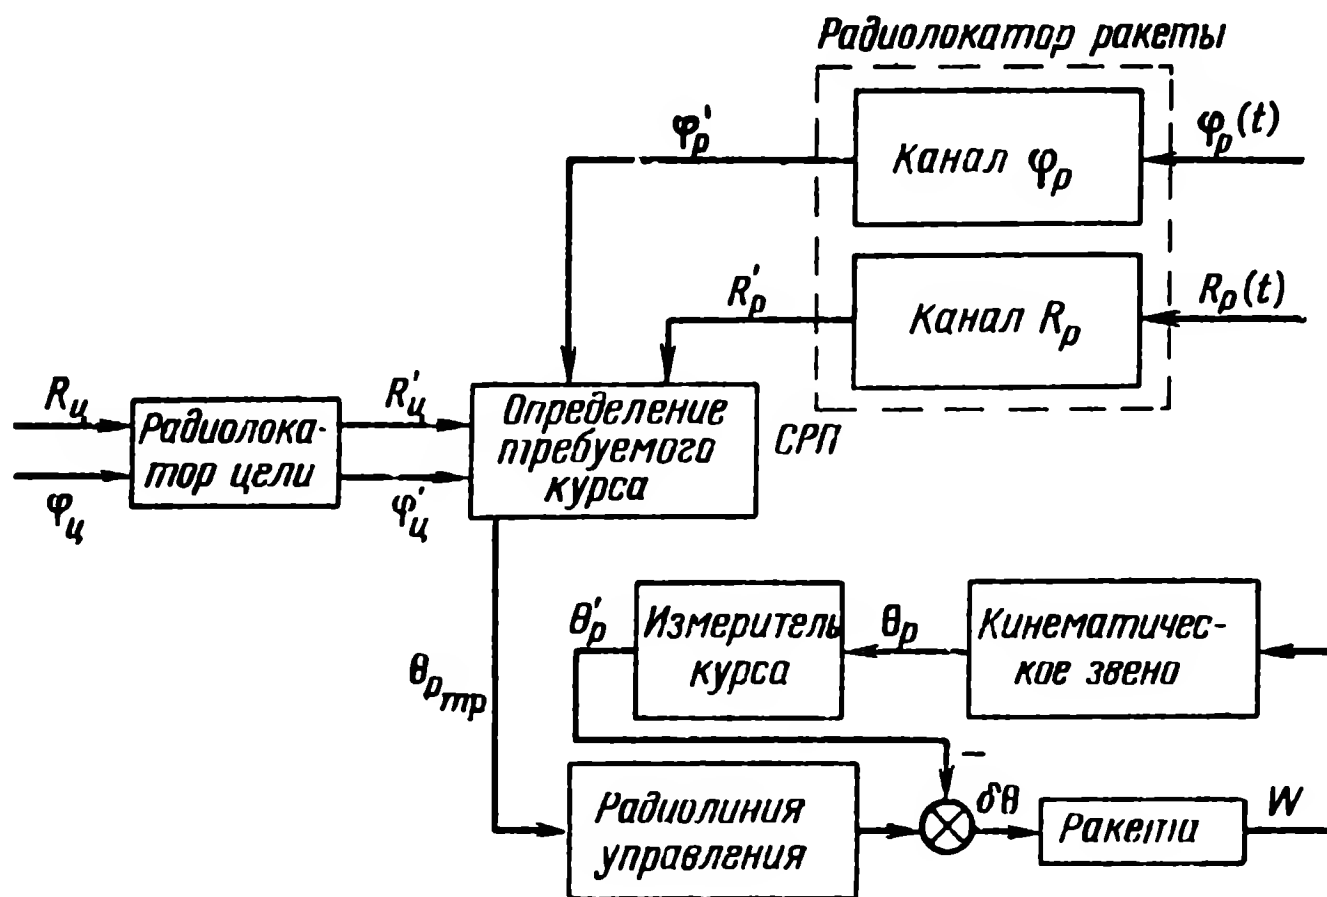 Радиолокатор ракеты
φ'р
Канал φр
φр(t)
R'р
Канал Rр
Rр(t)
Rц
Радиолока-
тор цели
φц
R'ц
φ'ц
Определение
требуемого
курса
СРП
θ'р
Измеритель
курса
θр
Кинематичес-
кое звено
θртр
Радиолиния
управления
−
δθ
Ракета
W